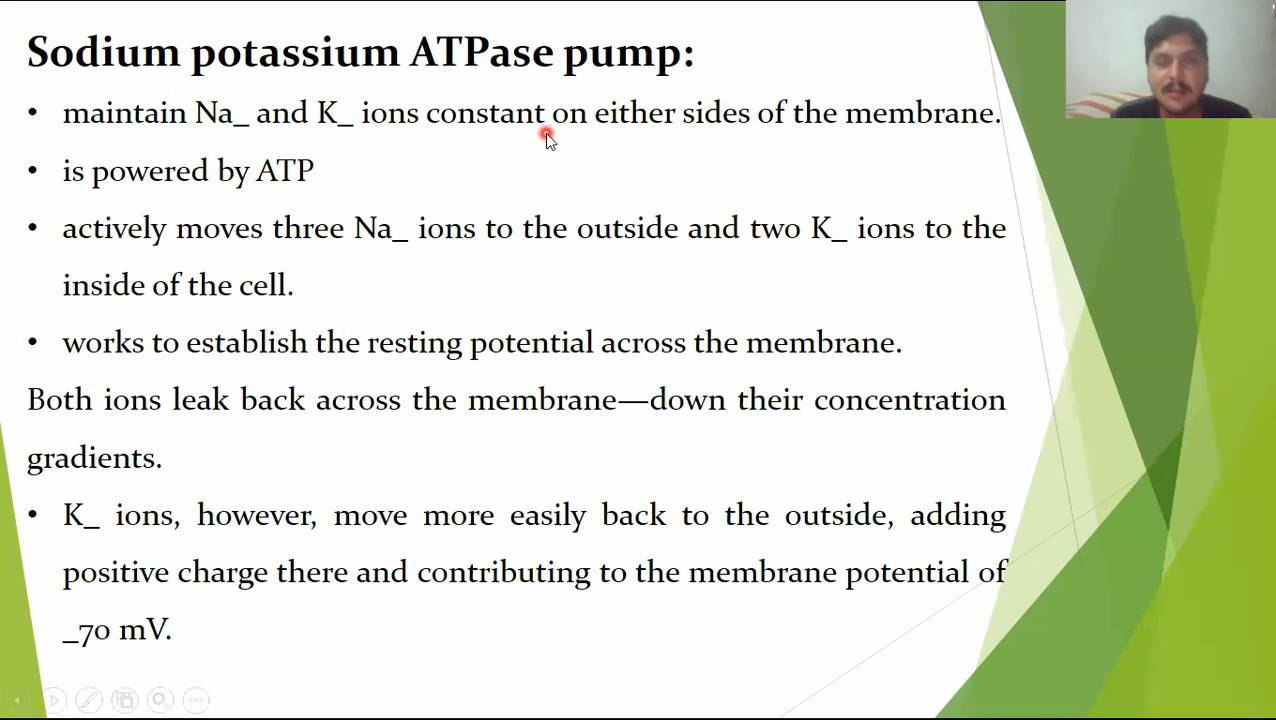 Sodium potassium ATPase pump:
• maintain Na_ and K_ ions constant on either sides of the membrane.
• is powered by ATP
• actively moves three Na_ ions to the outside and two K_ ions to the
inside of the cell.
• works to establish the resting potential across the membrane.
Both ions leak back across the membrane—down their concentration
gradients.
• K_ ions, however, move more easily back to the outside, adding
positive charge there and contributing to the membrane potential of
_70 mV.